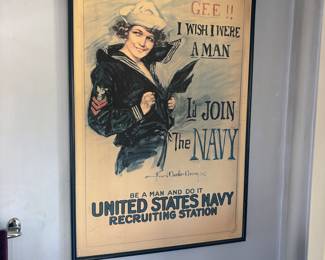 GEE !!
I WISH I WERE
A MAN
I'd JOIN
The NAVY
BE A MAN AND DO IT
UNITED STATES NAVY
RECRUITING STATION